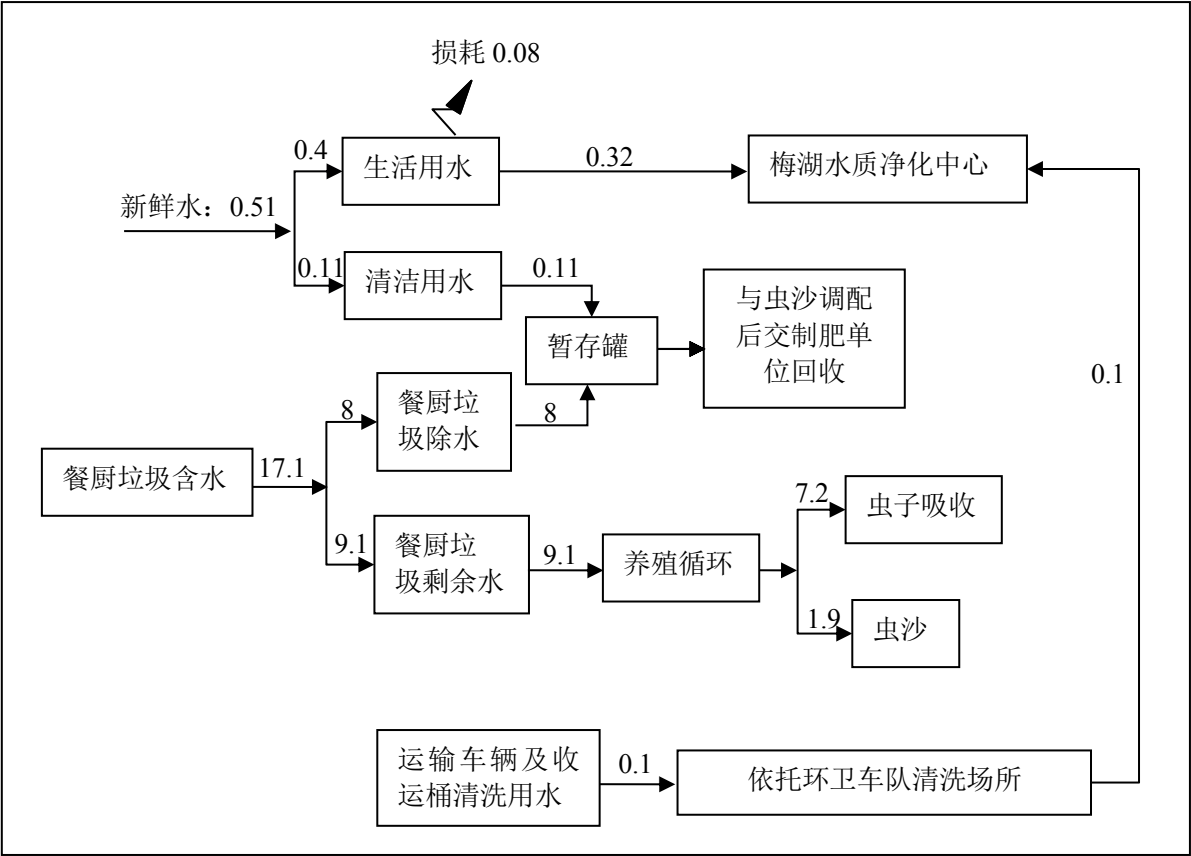 损耗 0.08
0.4
生活用水
0.32
梅湖水质净化中心
新鲜水：0.51
0.11
清洁用水
0.11
暂存罐
与虫沙调配
后交制肥单
位回收
0.1
8
餐厨垃
圾除水
8
餐厨垃圾含水
17.1
9.1
餐厨垃
圾剩余水
9.1
养殖循环
7.2
虫子吸收
1.9
虫沙
运输车辆及收
运桶清洗用水
0.1
依托环卫车队清洗场所